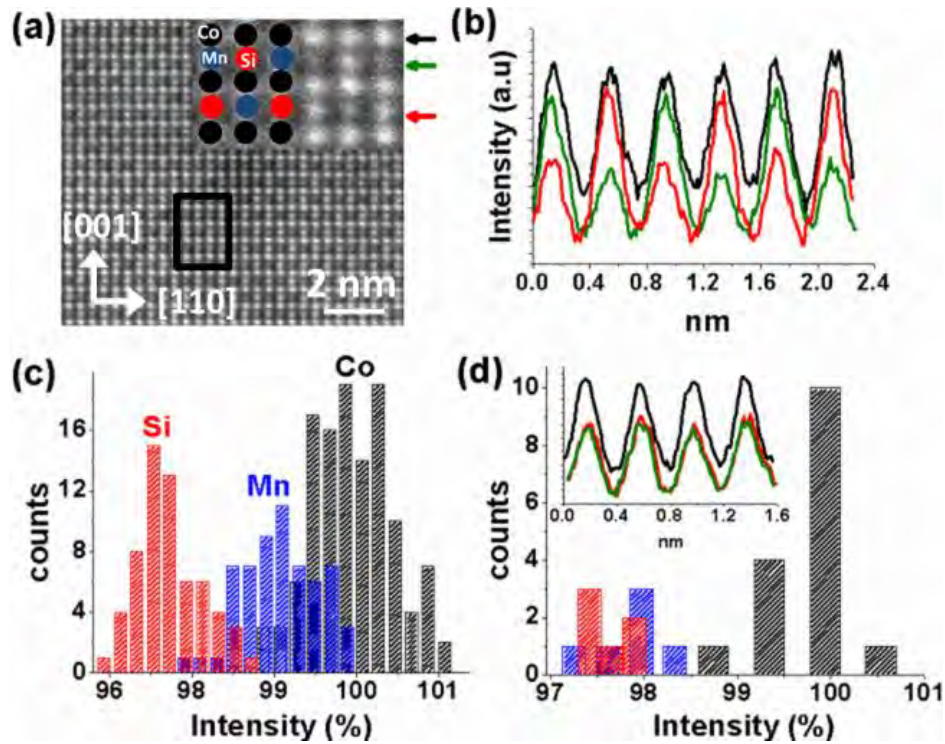 (a)
Co
Mn
Si
[001]
[110]
2 nm
(b)
Intensity (a.u)
0.0 0.4 0.8 1.2 1.6 2.0 2.4
nm
(c)
Si
Mn
Co
counts
16
12
8
4
0
96 98 99 100 101
Intensity (%)
(d)
counts
10
8
6
4
2
0
0.0 0.4 0.8 1.2 1.6
nm
97 98 99 100 101
Intensity (%)